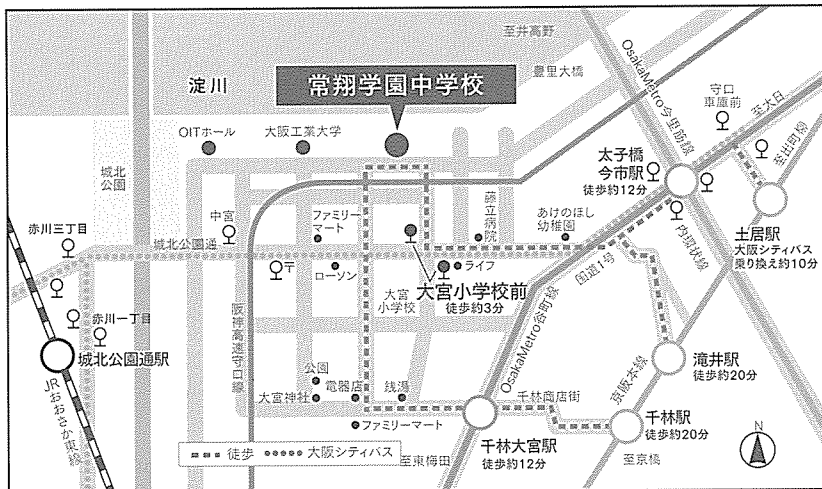 至井高野
豊里大橋
淀川
常翔学園中学校
OsakaMetro今里筋線
守口
車庫前
至大日
至出町柳
OITホール
大阪工業大学
太子橋
今市駅
徒歩約12分
城北
公園
中宮
ファミリー
マート
藤立病院
あけのほし
幼稚園
土居駅
大阪シティバス
乗り換え約10分
赤川三丁目
城北公園通
〒
ローソン
ライフ
国道1号
内環状線
大宮
小学校
大宮小学校前
徒歩約3分
赤川一丁目
阪神高速守口線
OsakaMetro谷町線
城北公園通駅
JRおおさか東線
公園
電器店
銭湯
大宮神社
ファミリーマート
京阪本線
滝井駅
徒歩約20分
千林商店街
千林駅
徒歩約20分
千林大宮駅
徒歩約12分
至東梅田
至京橋
徒歩
大阪シティバス
N